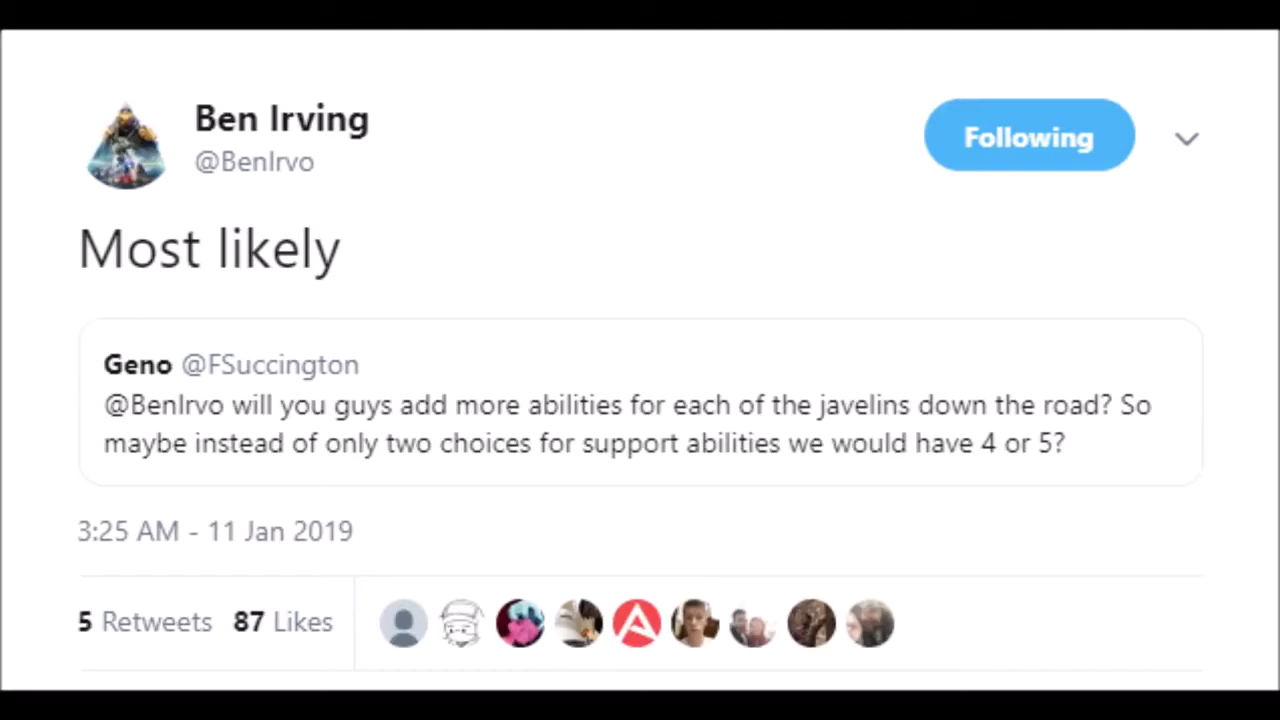 Ben Irving
@BenIrvo
Following
Most likely
Geno @FSuccington
@BenIrvo will you guys add more abilities for each of the javelins down the road? So
maybe instead of only two choices for support abilities we would have 4 or 5?
3:25 AM - 11 Jan 2019
5 Retweets 87 Likes